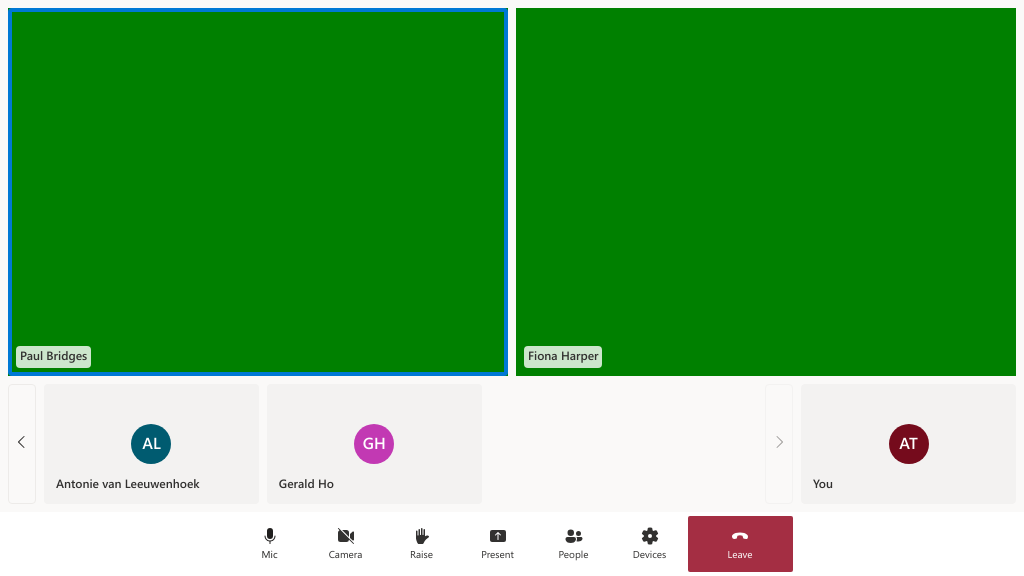 Paul Bridges
Fiona Harper
AL
Antonie van Leeuwenhoek
GH
Gerald Ho
AT
You
Mic
Camera
Raise
Present
People
Devices
Leave